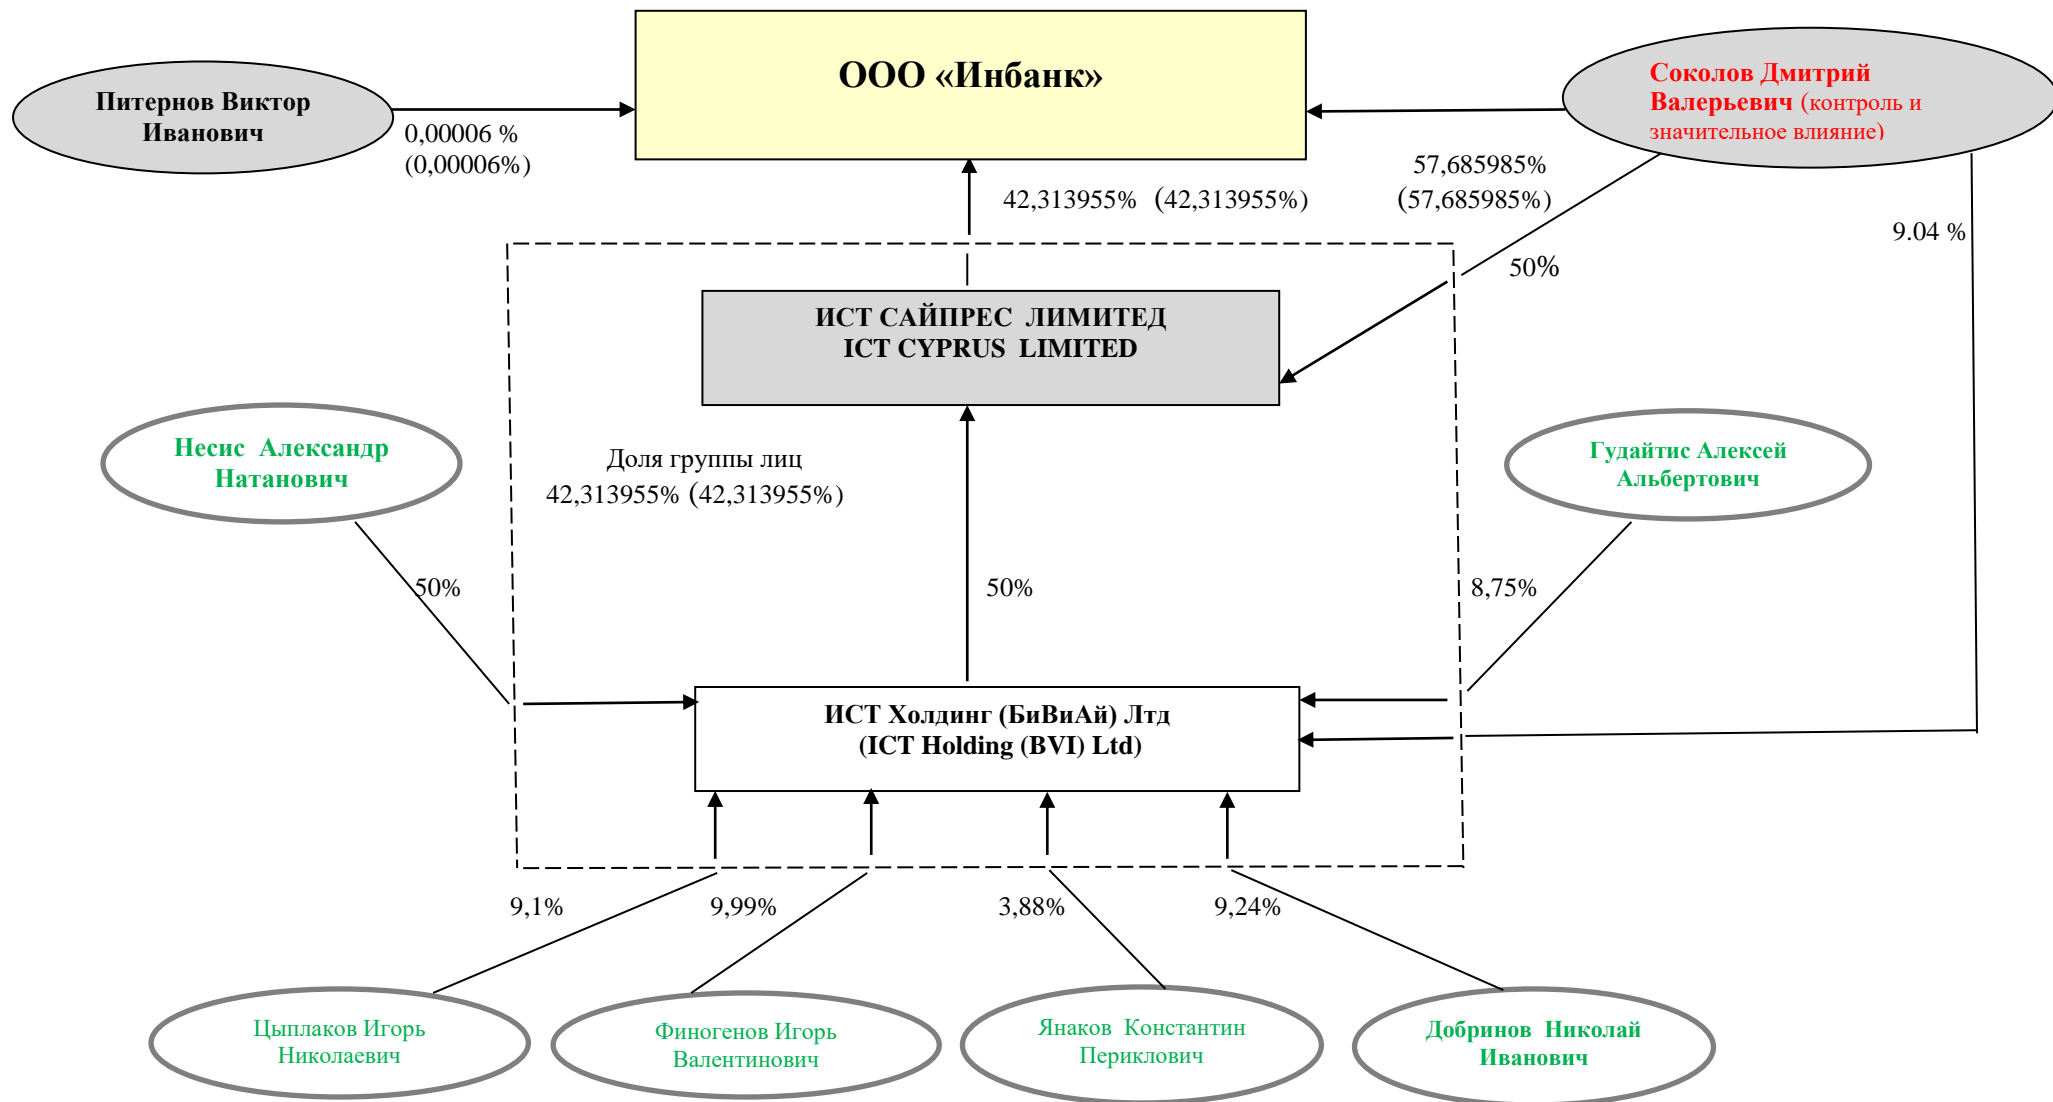 ООО «Инбанк»
Питернов Виктор
Иванович
Соколов Дмитрий
Валерьевич (контроль и
значительное влияние)
0,00006 %
(0,00006%)
42,313955% (42,313955%)
57,685985%
(57,685985%)
9.04 %
50%
ИСТ САЙПРЕС ЛИМИТЕД
ICT CYPRUS LIMITED
Несис Александр
Натанович
Доля группы лиц
42,313955% (42,313955%)
Гудайтис Алексей
Альбертович
50%
50%
8,75%
ИСТ Холдинг (БиВиАй) Лтд
(ICT Holding (BVI) Ltd)
9,1%
9,99%
3,88%
9,24%
Цыплаков Игорь
Николаевич
Финогенов Игорь
Валентинович
Янаков Константин
Периклович
Добринов Николай
Иванович